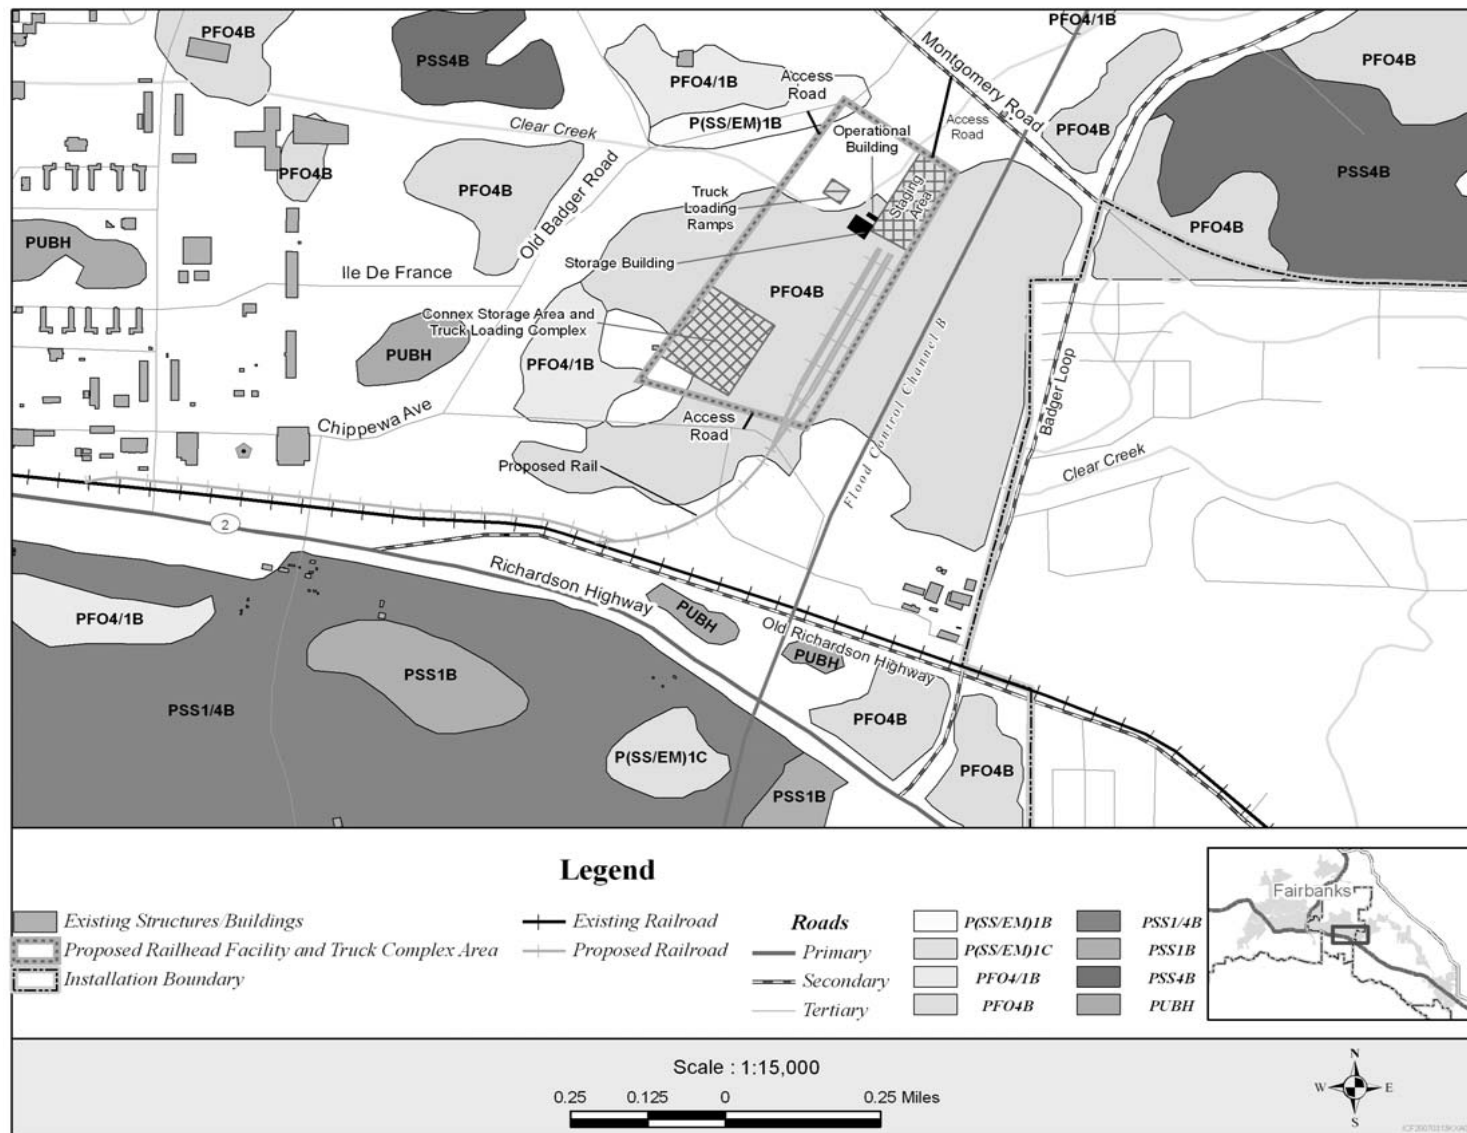 PFO4B
PSS4B
PFO4/1B
Access
Road
P(SS/EM)1B
Clear Creek
Operational
Building
Montgomery Road
Access
Road
PFO4/1B
PFO4B
PFO4B
PSS4B
PFO4B
PFO4B
PFO4B
Old Badger Road
Truck
Loading
Ramps
Staging
Area
PUBH
Ile De France
Storage Building
PFO4B
Connex Storage Area and
Truck Loading Complex
PUBH
PFO4/1B
Flood Control Channel B
Badger Loop
Chippewa Ave
Access
Road
Clear Creek
Proposed Rail
2
Richardson Highway
PFO4/1B
PUBH
Old Richardson Highway
PUBH
PSS1B
PSS1/4B
PFO4B
P(SS/EM)1C
PSS1B
PFO4B
Legend
Existing Structures/Buildings
Proposed Railhead Facility and Truck Complex Area
Installation Boundary
Existing Railroad
Proposed Railroad
Roads
Primary
Secondary
Tertiary
P(SS/EM)1B
P(SS/EM)1C
PFO4/1B
PFO4B
PSS1/4B
PSS1B
PSS4B
PUBH
Fairbanks
Scale : 1:15,000
0.25 0.125 0 0.25 Miles
N
W E
S